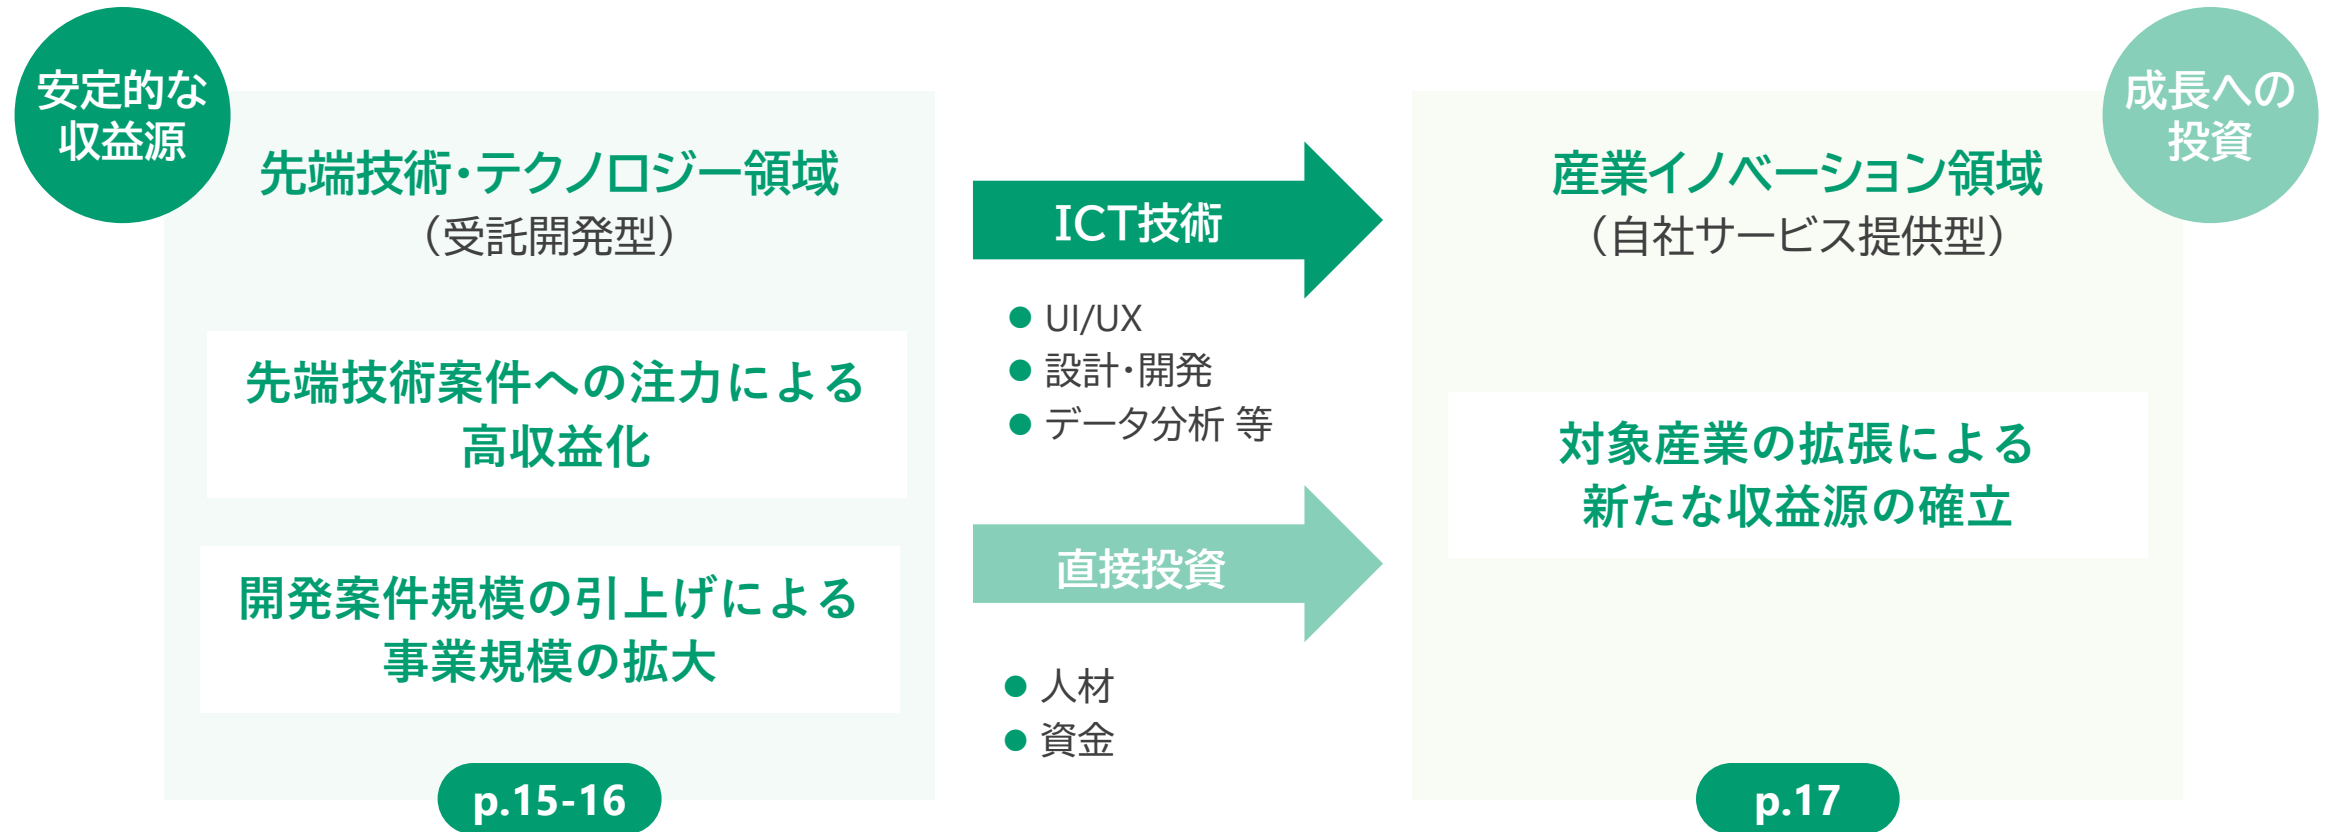 安定的な
収益源
先端技術・テクノロジー領域
（受託開発型）
先端技術案件への注力による
高収益化
開発案件規模の引上げによる
事業規模の拡大
p.15-16
ICT技術
● UI/UX
● 設計・開発
● データ分析 等
直接投資
● 人材
● 資金
成長への
投資
産業イノベーション領域
（自社サービス提供型）
対象産業の拡張による
新たな収益源の確立
p.17